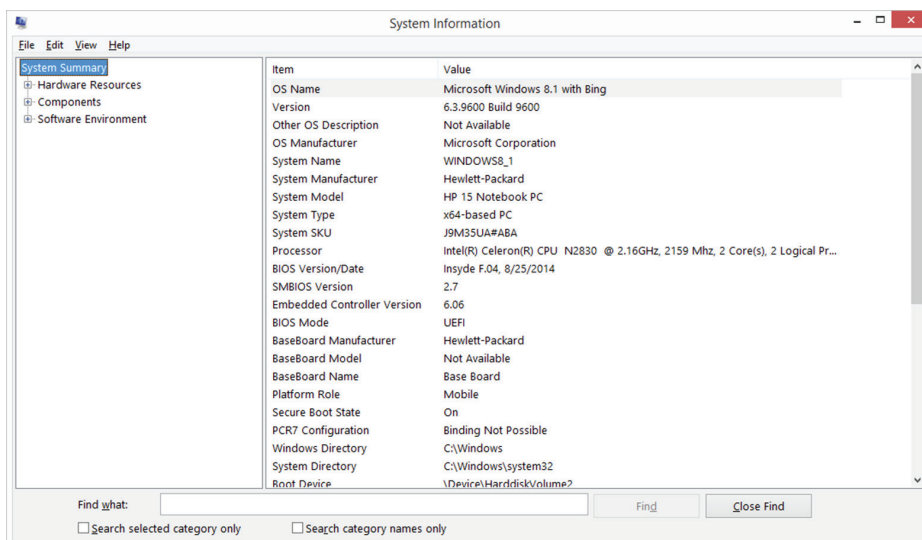 System Information
File Edit View Help
System Summary
Hardware Resources
Components
Software Environment
Item Value
OS Name Microsoft Windows 8.1 with Bing
Version 6.3.9600 Build 9600
Other OS Description Not Available
OS Manufacturer Microsoft Corporation
System Name WINDOWS8_1
System Manufacturer Hewlett-Packard
System Model HP 15 Notebook PC
System Type x64-based PC
System SKU J9M35UA#ABA
Processor Intel(R) Celeron(R) CPU N2830 @ 2.16GHz, 2159 Mhz, 2 Core(s), 2 Logical Pr...
BIOS Version/Date Insyde F.04, 8/25/2014
SMBIOS Version 2.7
Embedded Controller Version 6.06
BIOS Mode UEFI
BaseBoard Manufacturer Hewlett-Packard
BaseBoard Model Not Available
BaseBoard Name Base Board
Platform Role Mobile
Secure Boot State On
PCR7 Configuration Binding Not Possible
Windows Directory C:\Windows
System Directory C:\Windows\system32
Boot Device \Device\HarddiskVolume2
Find what: Find Close Find
Search selected category only Search category names only